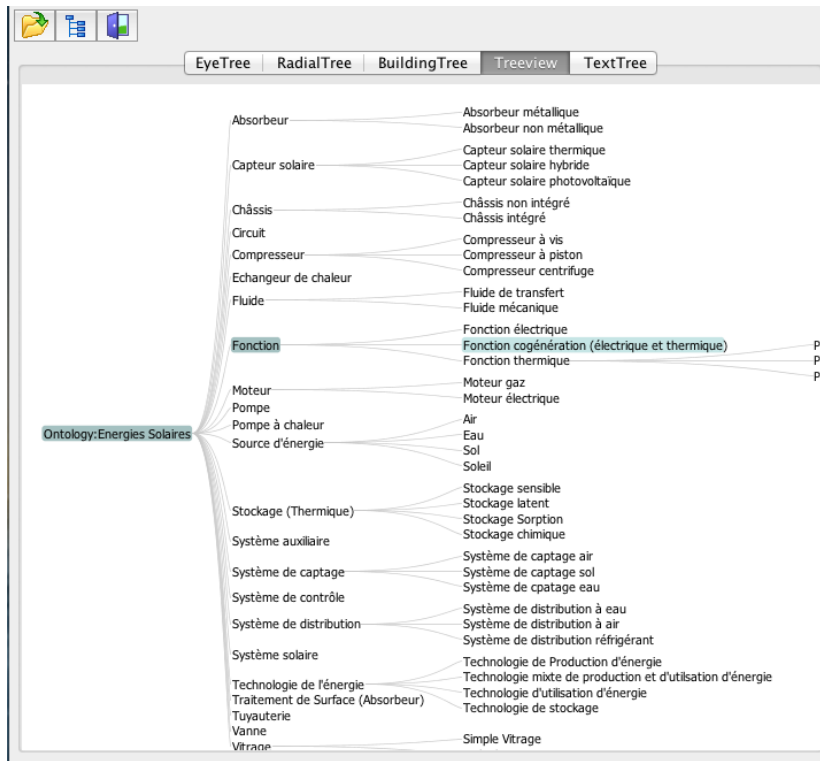 EyeTree RadialTree BuildingTree Treeview TextTree
Absorbeur
Absorbeur métallique
Absorbeur non métallique
Capteur solaire
Capteur solaire thermique
Capteur solaire hybride
Capteur solaire photovoltaïque
Châssis
Châssis non intégré
Châssis intégré
Circuit
Compresseur
Compresseur à vis
Compresseur à piston
Compresseur centrifuge
Echangeur de chaleur
Fluide
Fluide de transfert
Fluide mécanique
Fonction
Fonction électrique
Fonction cogénération (électrique et thermique)
Fonction thermique
P
P
P
Moteur
Moteur gaz
Moteur électrique
Pompe
Pompe à chaleur
Ontology:Energies Solaires
Source d'énergie
Air
Eau
Sol
Soleil
Stockage (Thermique)
Stockage sensible
Stockage latent
Stockage Sorption
Stockage chimique
Système auxiliaire
Système de captage
Système de captage air
Système de captage sol
Système de cpatage eau
Système de contrôle
Système de distribution
Système de distribution à eau
Système de distribution à air
Système de distribution réfrigérant
Système solaire
Technologie de l'énergie
Technologie de Production d'énergie
Technologie mixte de production et d'utilsation d'énergie
Technologie d'utilisation d'énergie
Technologie de stockage
Traitement de Surface (Absorbeur)
Tuyauterie
Vanne
Vitrage
Simple Vitrage